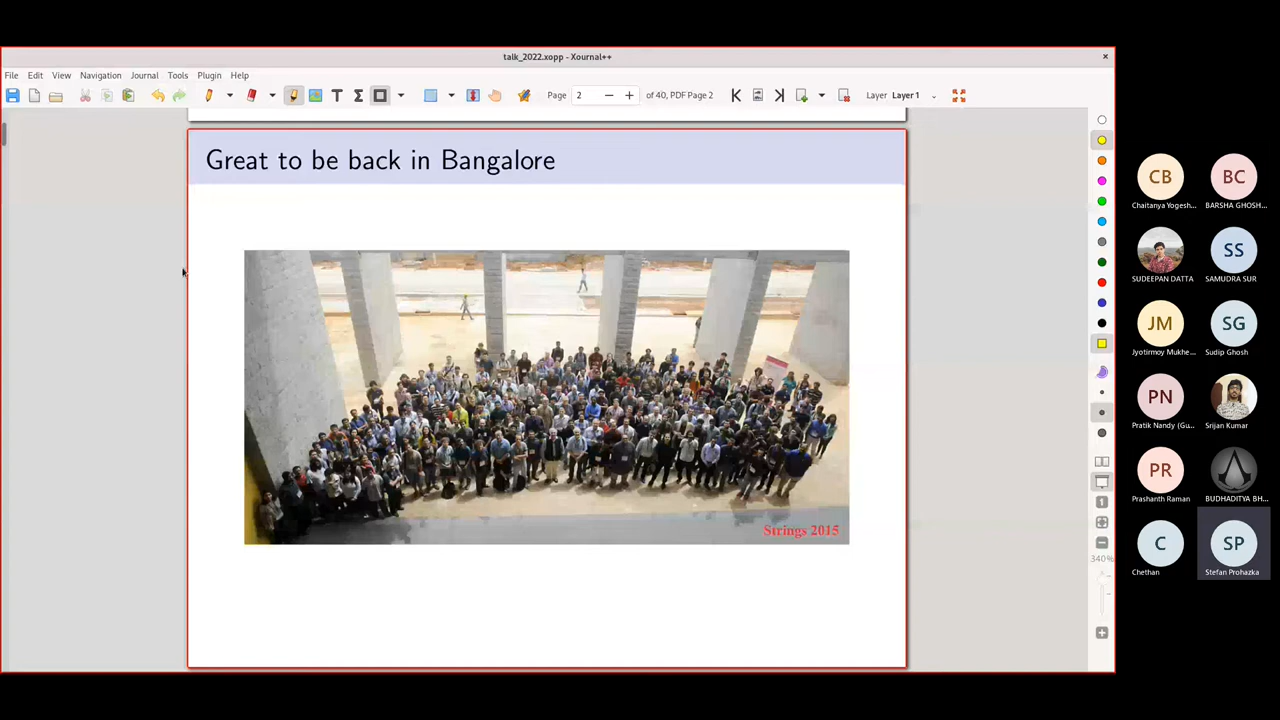 talk_2022.xopp - Xournal++
×
File Edit View Navigation Journal Tools Plugin Help
T Σ Page 2 − + of 40, PDF Page 2 Layer Layer 1
Great to be back in Bangalore
Strings 2015
340%
CB BC
Chaitanya Yogesh... BARSHA GHOSH...
SS
SUDEEPAN DATTA SAMUDRA SUR
JM SG
Jyotirmoy Mukhe... Sudip Ghosh
PN
Pratik Nandy (Gu... Srijan Kumar
PR
Prashanth Raman BUDHADITYA BH...
C SP
Chethan Stefan Prohazka